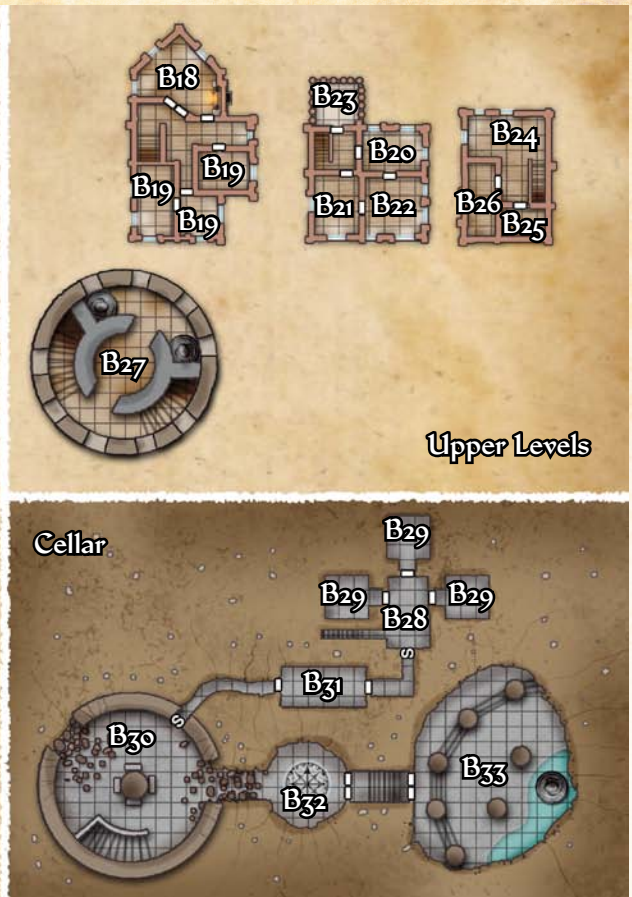 B18
B19
B19
B19
B23
B20
B21
B22
B24
B26
B25
B27
Upper Levels
Cellar
B29
B29
B29
B28
S
B31
S
B30
B32
B33